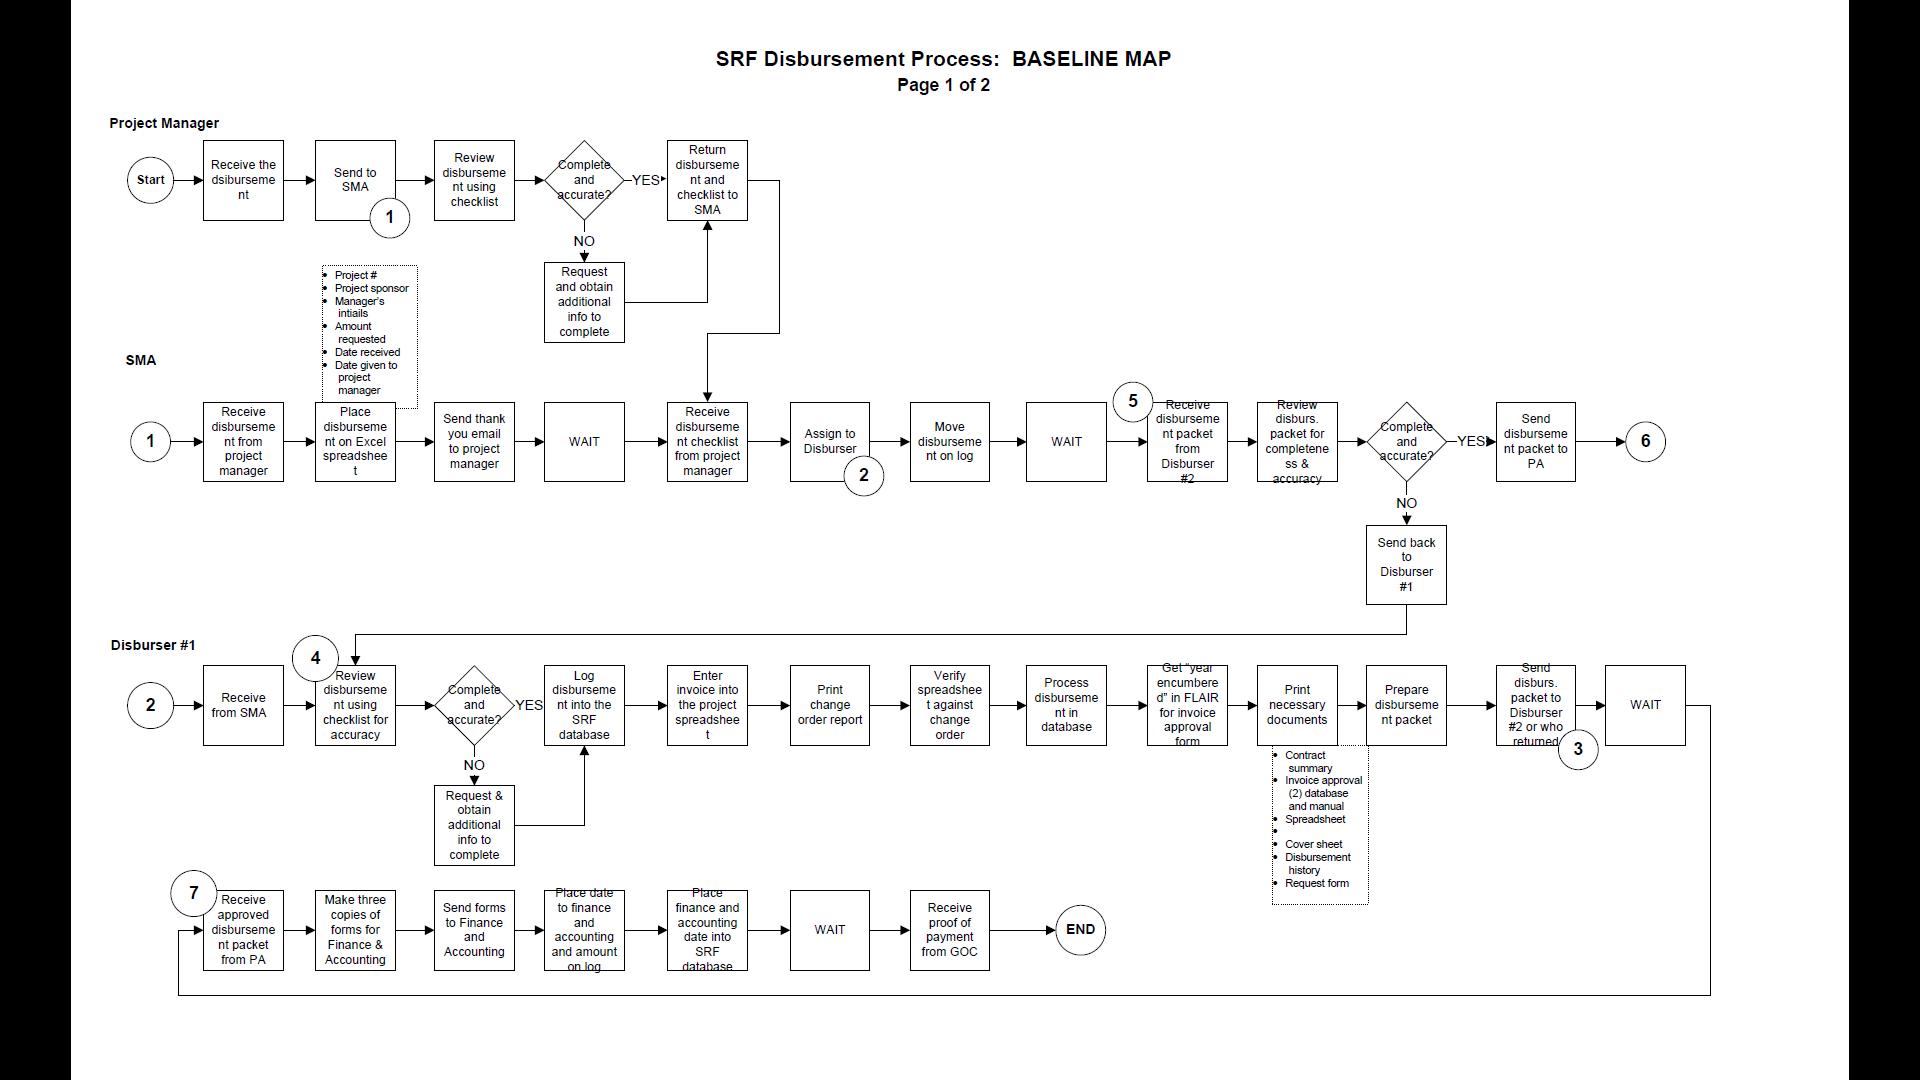 SRF Disbursement Process:  BASELINE MAP
Page 1 of 2
Project Manager
Start
Receive the
dsiburseme
nt
Send to
SMA
1
Review
disburseme
nt using
checklist
Complete
and
accurate?
YES
Return
disburseme
nt and
checklist to
SMA
NO
Request
and obtain
additional
info to
complete
• Project #
• Project sponsor
• Manager's
intiails
• Amount
requested
• Date received
• Date given to
project
manager
SMA
1
Receive
disburseme
nt from
project
manager
Place
disburseme
nt on Excel
spreadshee
t
Send thank
you email
to project
manager
WAIT
Receive
disburseme
nt checklist
from project
manager
Assign to
Disburser
2
Move
disburseme
nt on log
WAIT
5
Receive
disburseme
nt packet
from
Disburser
#2
Review
disburs.
packet for
completene
ss &
accuracy
Complete
and
accurate?
YES
Send
disburseme
nt packet to
PA
6
NO
Send back
to
Disburser
#1
Disburser #1
2
Receive
from SMA
4
Review
disburseme
nt using
checklist for
accuracy
Complete
and
accurate?
YES
Log
disburseme
nt into the
SRF
database
Enter
invoice into
the project
spreadshee
t
Print
change
order report
Verify
spreadshee
t against
change
order
Process
disburseme
nt in
database
Get "year
encumbere
d" in FLAIR
for invoice
approval
form
Print
necessary
documents
Prepare
disburseme
nt packet
Send
disburs.
packet to
Disburser
#2 or who
returned
3
WAIT
NO
Request &
obtain
additional
info to
complete
• Contract
summary
• Invoice approval
(2) database
and manual
• Spreadsheet
•
• Cover sheet
• Disbursement
history
• Request form
7
Receive
approved
disburseme
nt packet
from PA
Make three
copies of
forms for
Finance &
Accounting
Send forms
to Finance
and
Accounting
Place date
to finance
and
accounting
and amount
on log
Place
finance and
accounting
date into
SRF
database
WAIT
Receive
proof of
payment
from GOC
END